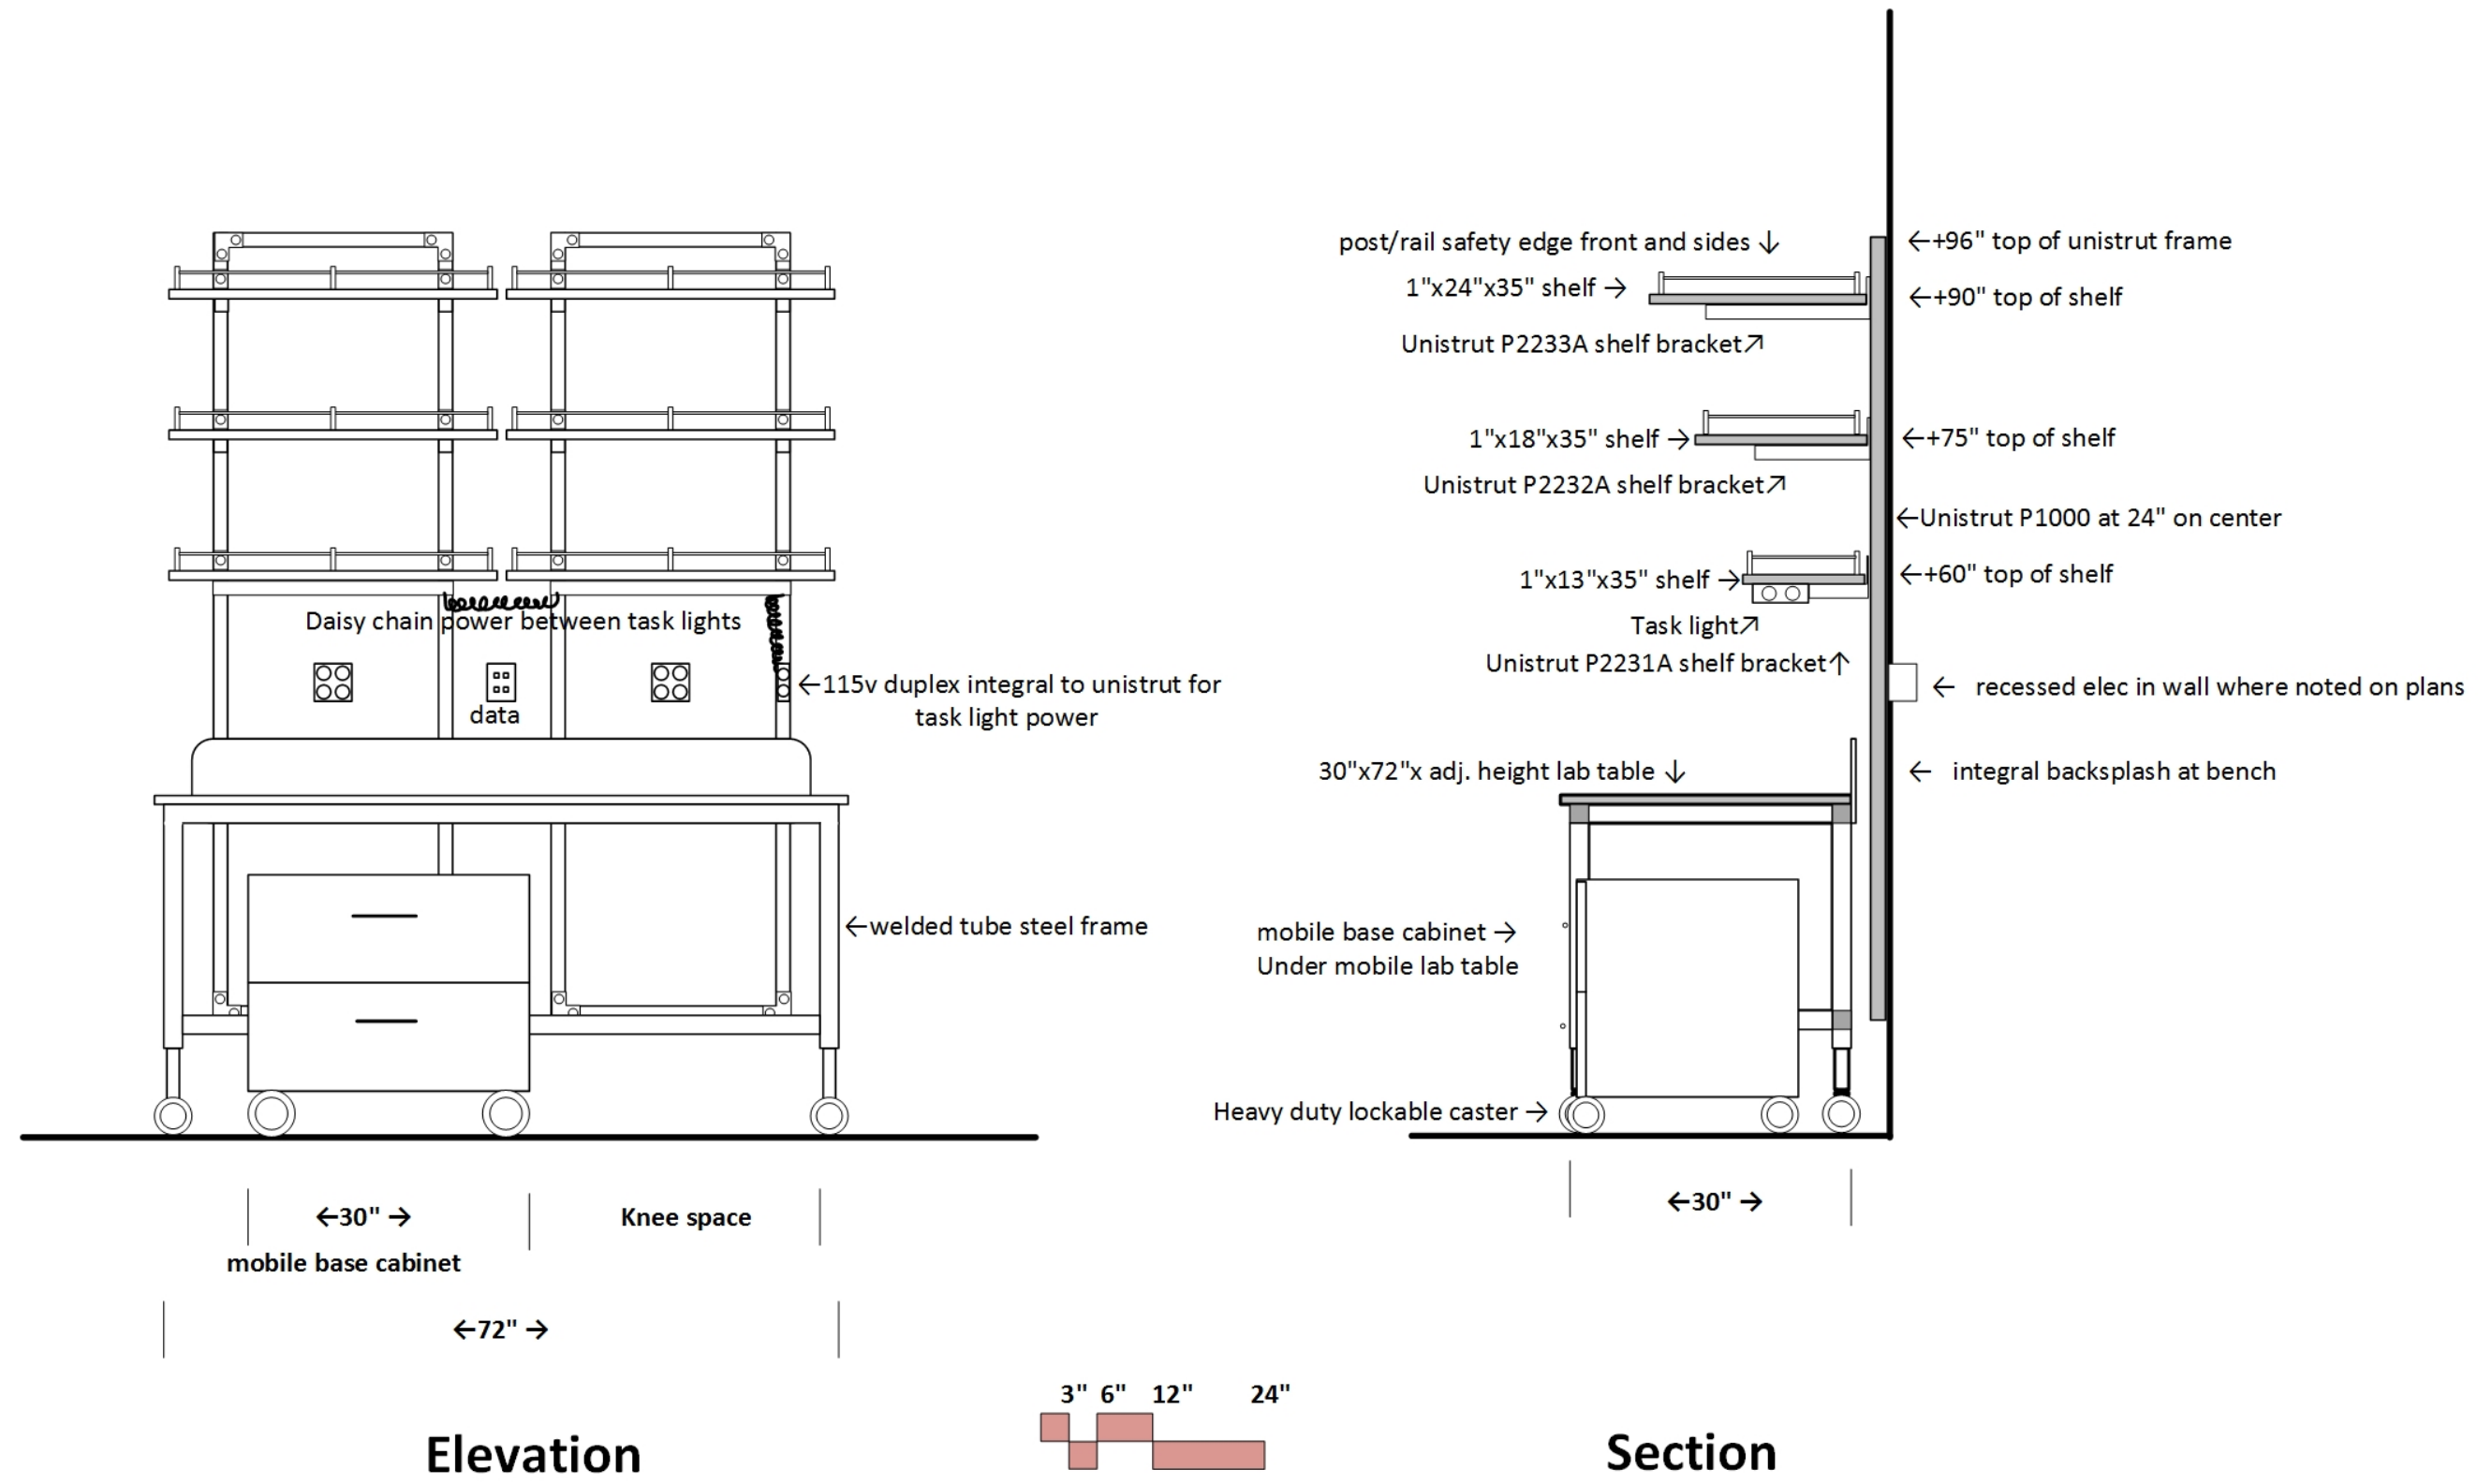 Daisy chain power between task lights
data
←115v duplex integral to unistrut for
task light power
←welded tube steel frame
←30" →
Knee space
mobile base cabinet
←72" →
Elevation
3" 6" 12" 24"
post/rail safety edge front and sides ↓
←+96" top of unistrut frame
1"x24"x35" shelf →
←+90" top of shelf
Unistrut P2233A shelf bracket↗
1"x18"x35" shelf →
←+75" top of shelf
Unistrut P2232A shelf bracket↗
←Unistrut P1000 at 24" on center
1"x13"x35" shelf →
←+60" top of shelf
Task light↗
Unistrut P2231A shelf bracket↑
← recessed elec in wall where noted on plans
30"x72"x adj. height lab table ↓
← integral backsplash at bench
mobile base cabinet →
Under mobile lab table
Heavy duty lockable caster →
←30" →
Section